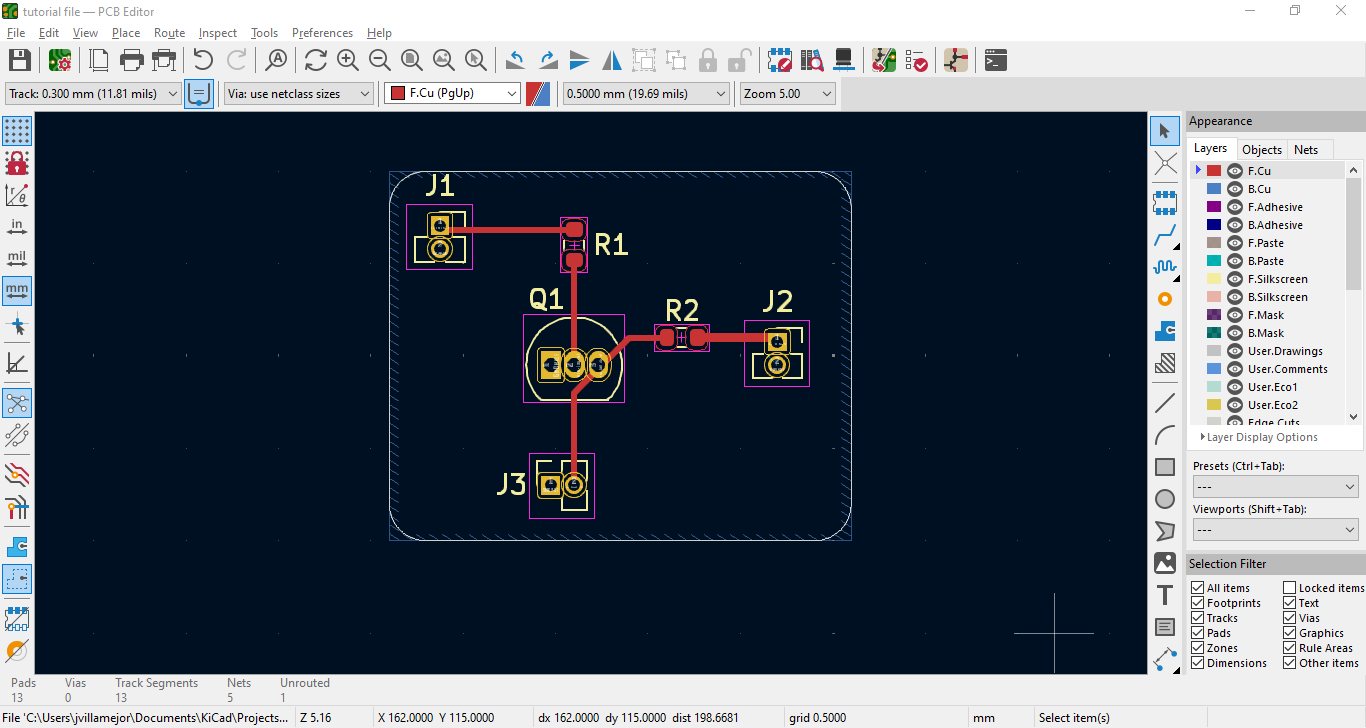 tutorial file — PCB Editor
File Edit View Place Route Inspect Tools Preferences Help
Track: 0.300 mm (11.81 mils) Via: use netclass sizes F.Cu (PgUp) 0.5000 mm (19.69 mils) Zoom 5.00
in
mil
mm
J1
R1
Q1
R2
J2
J3
Appearance
Layers Objects Nets
F.Cu
B.Cu
F.Adhesive
B.Adhesive
F.Paste
B.Paste
F.Silkscreen
B.Silkscreen
F.Mask
B.Mask
User.Drawings
User.Comments
User.Eco1
User.Eco2
Edge.Cuts
Layer Display Options
Presets (Ctrl+Tab):
---
Viewports (Shift+Tab):
---
Selection Filter
All items Locked items
Footprints Text
Tracks Vias
Pads Graphics
Zones Rule Areas
Dimensions Other items
Pads Vias Track Segments Nets Unrouted
13 0 13 5 1
File 'C:\Users\jvillamejor\Documents\KiCad\Projects... Z 5.16 X 162.0000 Y 115.0000 dx 162.0000 dy 115.0000 dist 198.6681 grid 0.5000 mm Select item(s)